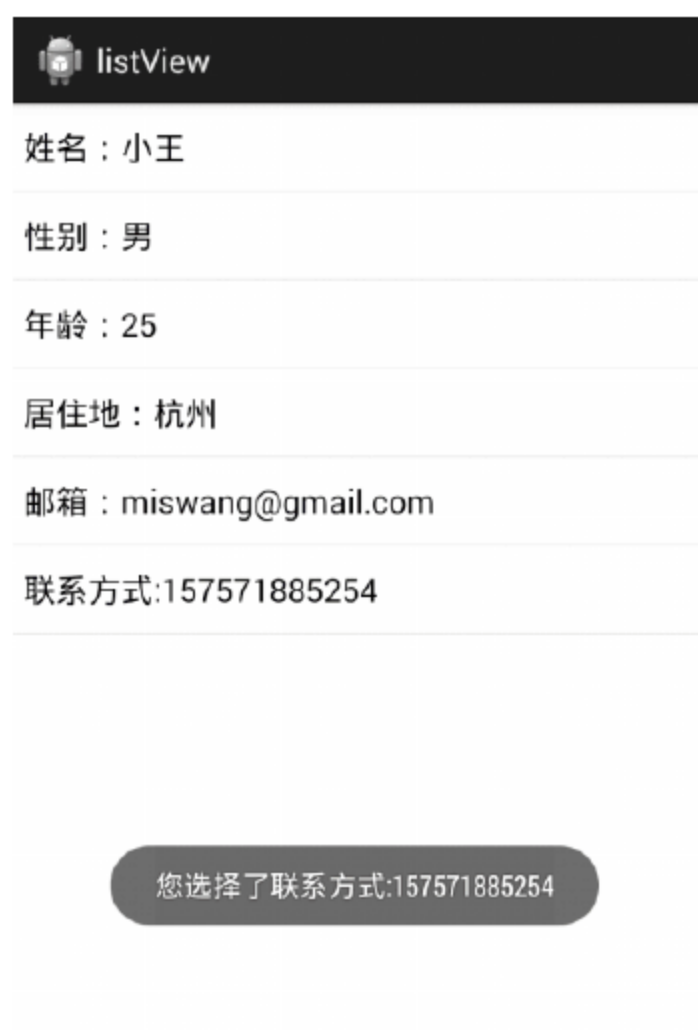 listView
姓名：小王
性别：男
年龄：25
居住地：杭州
邮箱：miswang@gmail.com
联系方式:157571885254
您选择了联系方式:157571885254